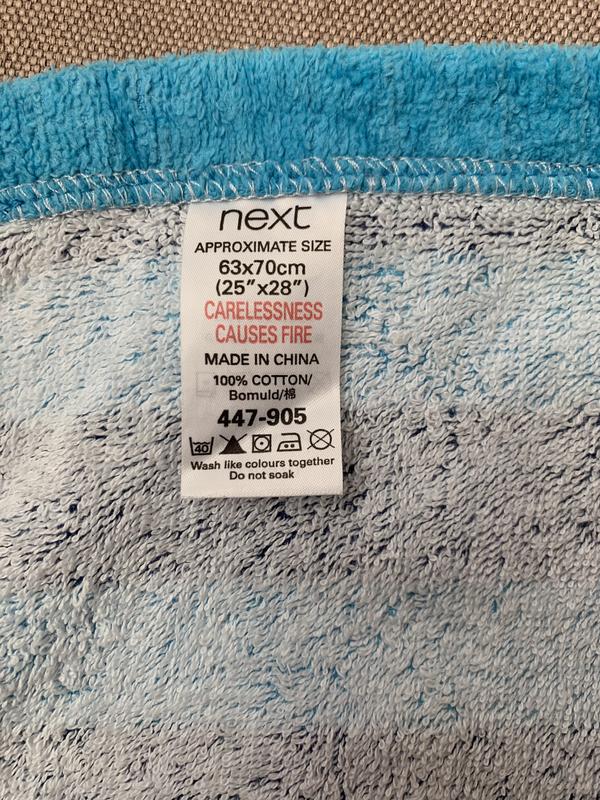 next
APPROXIMATE SIZE
63x70cm
(25”x28”)
CARELESSNESS
CAUSES FIRE
MADE IN CHINA
100% COTTON/
Bomuld/棉
447-905
40
Wash like colours together
Do not soak